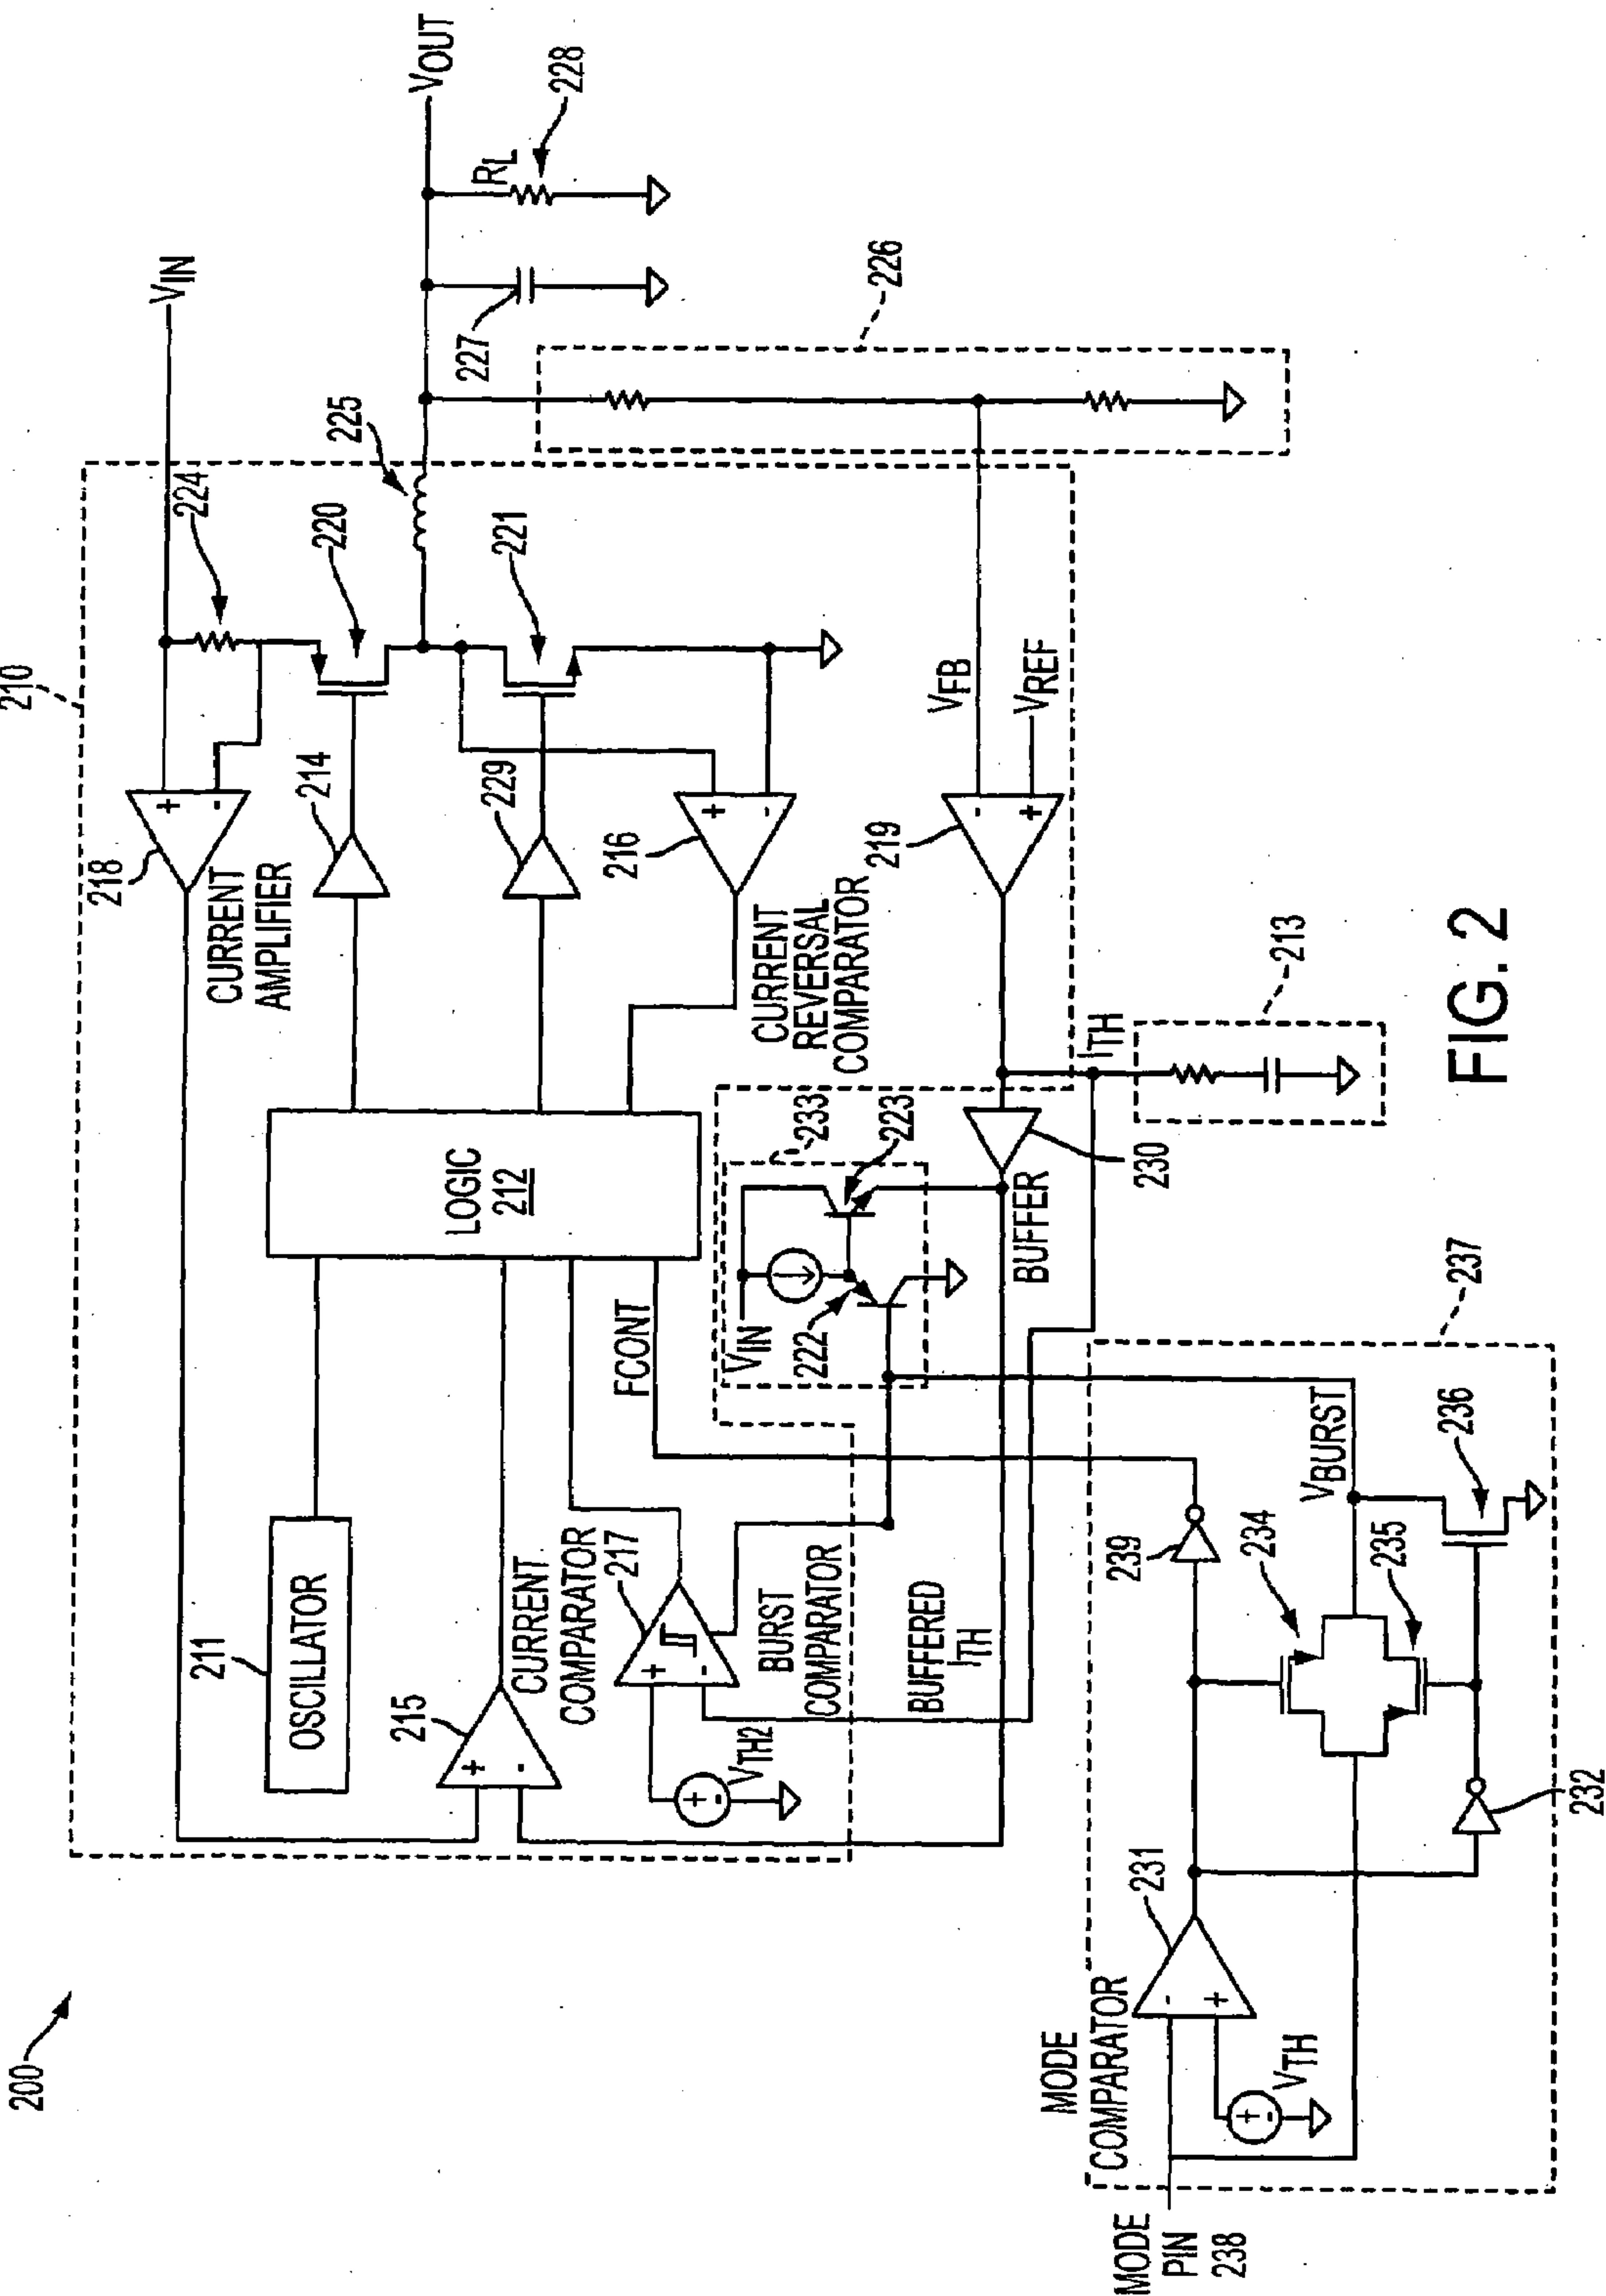 200
210
VIN
VOUT
218
+
-
CURRENT
AMPLIFIER
224
220
225
214
227
RL
228
211
OSCILLATOR
LOGIC
212
229
221
226
215
+
-
CURRENT
COMPARATOR
217
+
-
BURST
COMPARATOR
FCONT
216
+
-
CURRENT
REVERSAL
COMPARATOR
VTH2
+
-
VIN
222
233
223
219
-
+
VFB
VREF
BUFFERED
ITH
BUFFER
230
ITH
213
MODE
COMPARATOR
231
-
+
VTH
+
-
MODE
PIN
238
239
234
235
VBURST
236
237
232
FIG. 2